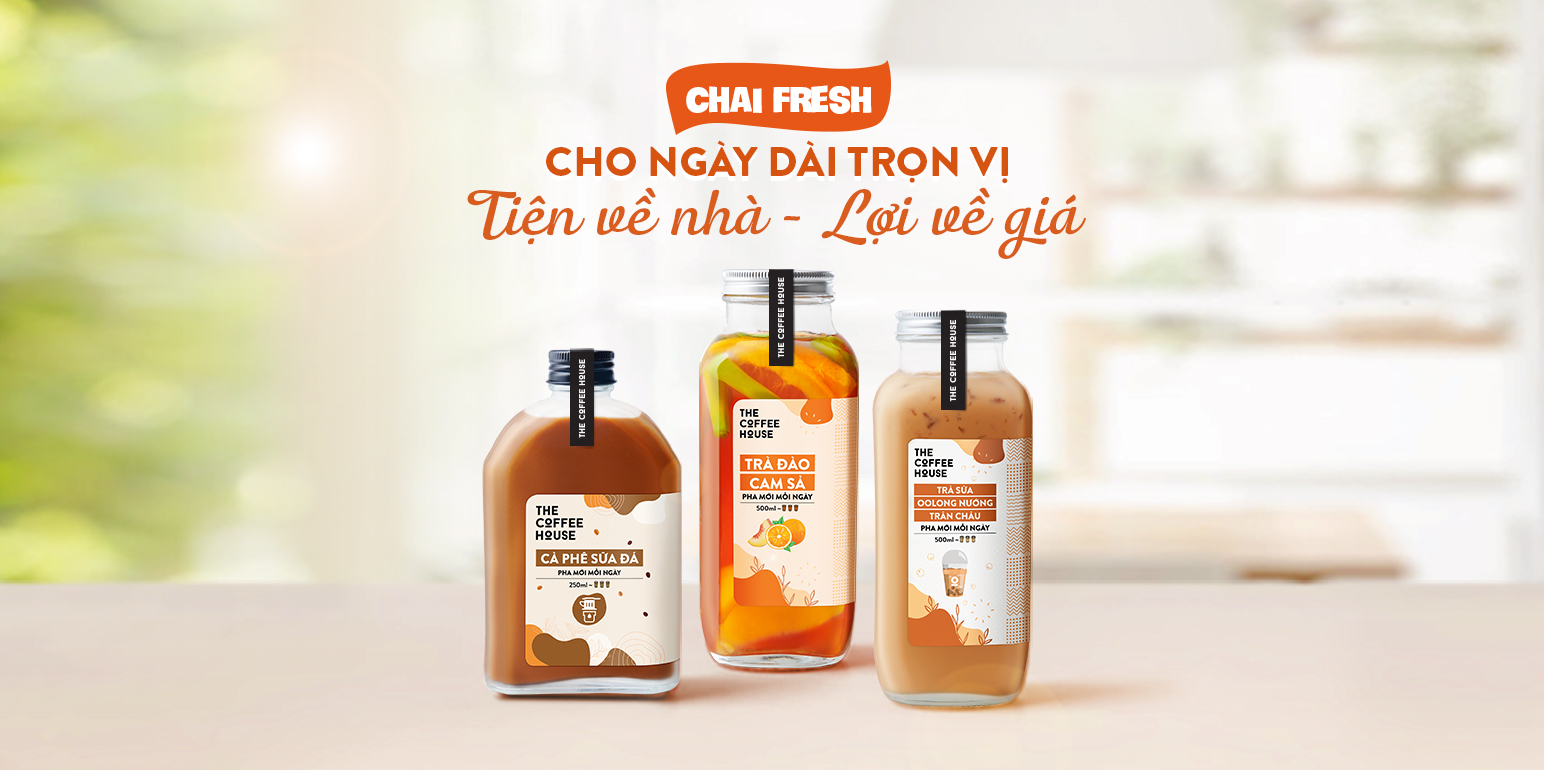 CHAI FRESH
CHO NGÀY DÀI TRỌN VỊ
Tiện về nhà - Lợi về giá
THE COFFEE HOUSE
THE
COFFEE
HOUSE
CÀ PHÊ SỮA ĐÁ
PHA MỚI MỖI NGÀY
250ml ~
THE COFFEE HOUSE
THE
COFFEE
HOUSE
TRÀ ĐÀO
CAM SẢ
PHA MỚI MỖI NGÀY
500ml ~
THE COFFEE HOUSE
THE
COFFEE
HOUSE
TRÀ SỮA
OOLONG NƯỚNG
TRÂN CHÂU
PHA MỚI MỖI NGÀY
500ml ~